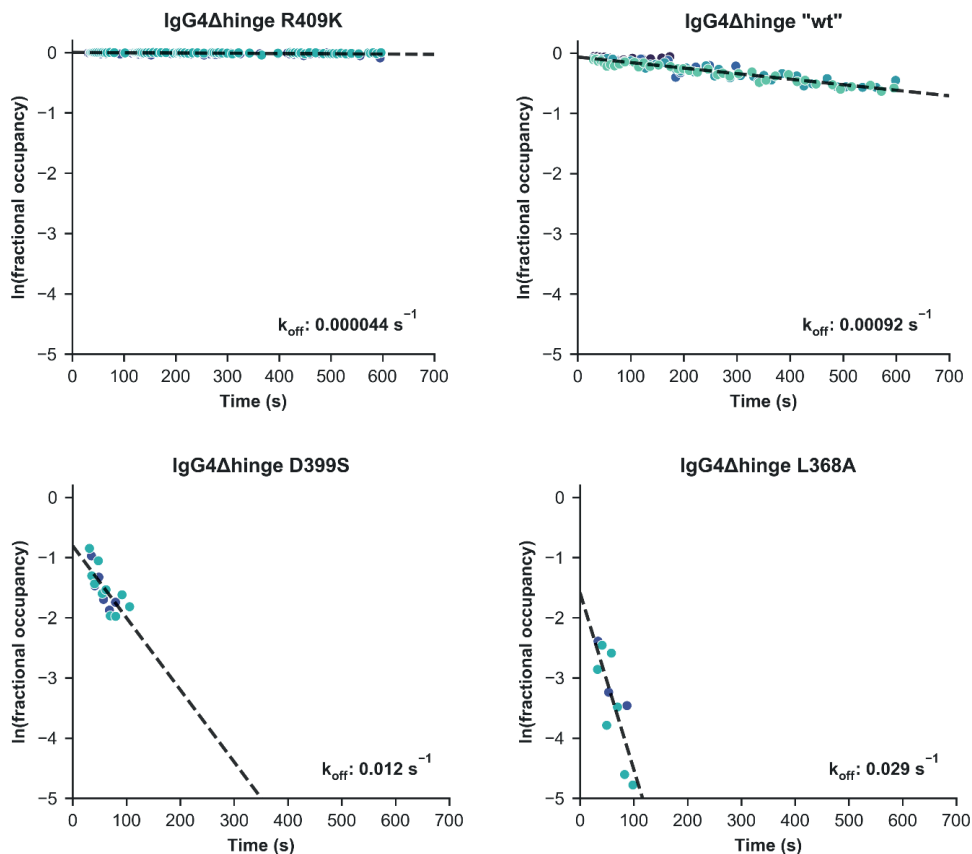 IgG4Δhinge R409K
ln(fractional occupancy)
0
−1
−2
−3
−4
−5
k_off: 0.000044 s⁻¹
0 100 200 300 400 500 600 700
Time (s)
IgG4Δhinge "wt"
ln(fractional occupancy)
0
−1
−2
−3
−4
−5
k_off: 0.00092 s⁻¹
0 100 200 300 400 500 600 700
Time (s)
IgG4Δhinge D399S
ln(fractional occupancy)
0
−1
−2
−3
−4
−5
k_off: 0.012 s⁻¹
0 100 200 300 400 500 600 700
Time (s)
IgG4Δhinge L368A
ln(fractional occupancy)
0
−1
−2
−3
−4
−5
k_off: 0.029 s⁻¹
0 100 200 300 400 500 600 700
Time (s)